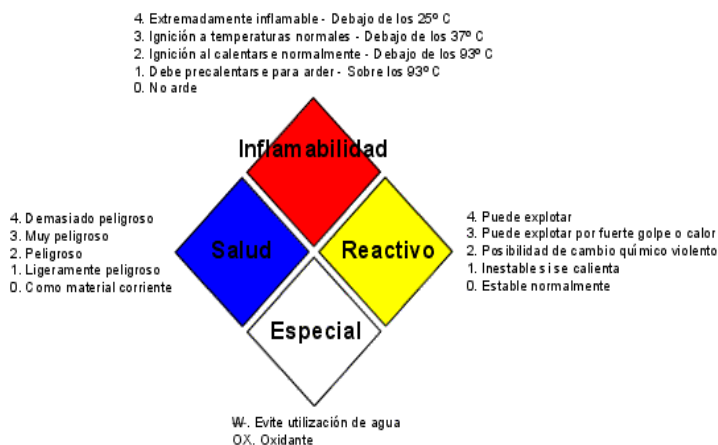 4. Extremadamente inflamable - Debajo de los 25º C
3. Ignición a temperaturas normales - Debajo de los 37º C
2. Ignición al calentarse normalmente - Debajo de los 93º C
1. Debe precalentarse para arder - Sobre los 93º C
0. No arde
Inflamabilidad
4. Demasiado peligroso
3. Muy peligroso
2. Peligroso
1. Ligeramente peligroso
0. Como material corriente
Salud
Reactivo
4. Puede explotar
3. Puede explotar por fuerte golpe o calor
2. Posibilidad de cambio químico violento
1. Inestable si se calienta
0. Estable normalmente
Especial
W-. Evite utilización de agua
OX. Oxidante